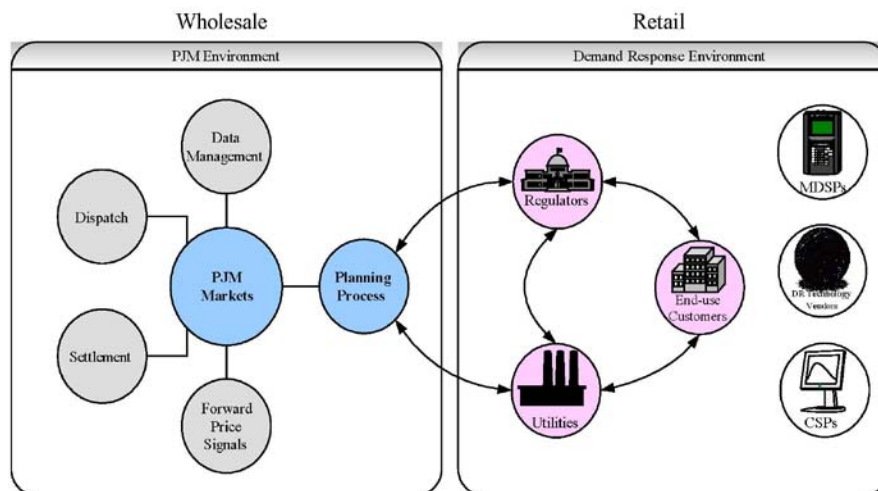 Wholesale
Retail
PJM Environment
Demand Response Environment
Data
Management
Dispatch
PJM
Markets
Planning
Process
Settlement
Forward
Price
Signals
Regulators
End-use
Customers
Utilities
MDSPs
DR Technology
Vendors
CSPs